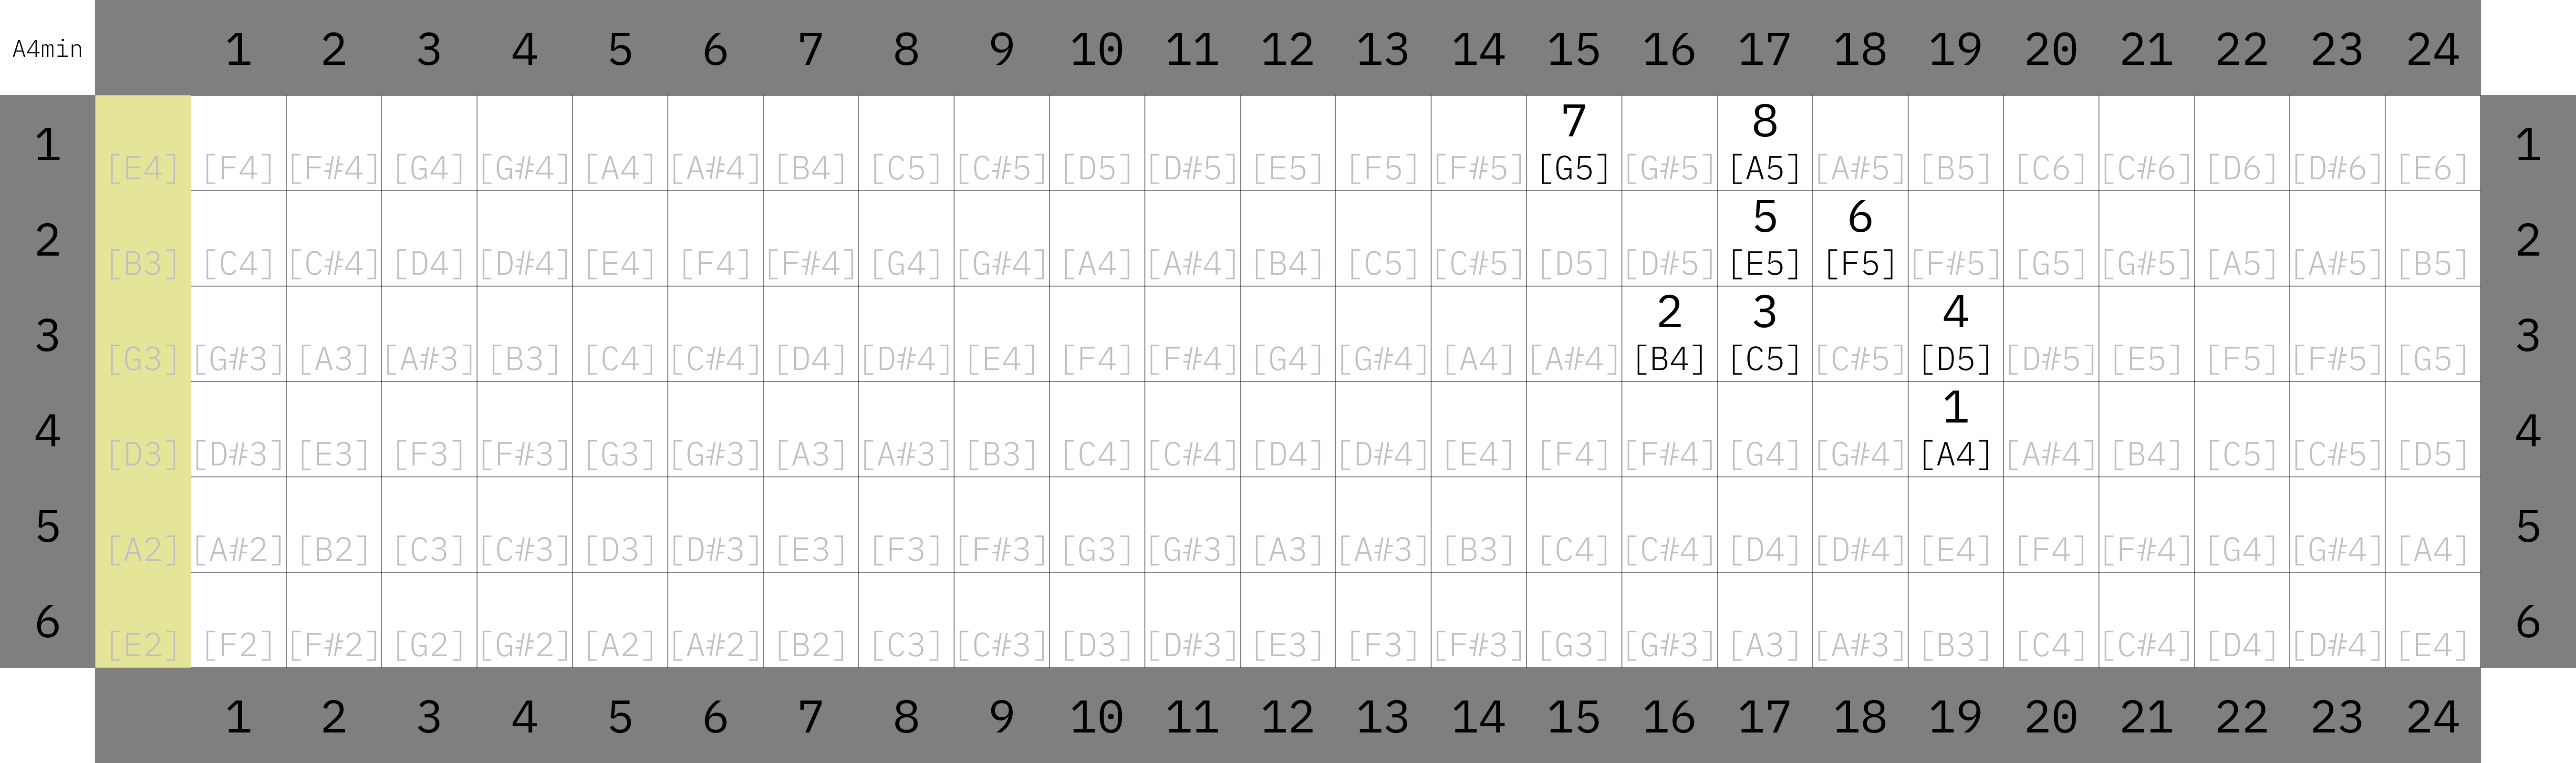 A4min 1 2 3 4 5 6 7 8 9 10 11 12 13 14 15 16 17 18 19 20 21 22 23 24
7 8
1 [E4] [F4] [F#4] [G4] [G#4] [A4] [A#4] [B4] [C5] [C#5] [D5] [D#5] [E5] [F5] [F#5] [G5] [G#5] [A5] [A#5] [B5] [C6] [C#6] [D6] [D#6] [E6] 1
5 6
2 [B3] [C4] [C#4] [D4] [D#4] [E4] [F4] [F#4] [G4] [G#4] [A4] [A#4] [B4] [C5] [C#5] [D5] [D#5] [E5] [F5] [F#5] [G5] [G#5] [A5] [A#5] [B5] 2
2 3 4
3 [G3] [G#3] [A3] [A#3] [B3] [C4] [C#4] [D4] [D#4] [E4] [F4] [F#4] [G4] [G#4] [A4] [A#4] [B4] [C5] [C#5] [D5] [D#5] [E5] [F5] [F#5] [G5] 3
1
4 [D3] [D#3] [E3] [F3] [F#3] [G3] [G#3] [A3] [A#3] [B3] [C4] [C#4] [D4] [D#4] [E4] [F4] [F#4] [G4] [G#4] [A4] [A#4] [B4] [C5] [C#5] [D5] 4
5 [A2] [A#2] [B2] [C3] [C#3] [D3] [D#3] [E3] [F3] [F#3] [G3] [G#3] [A3] [A#3] [B3] [C4] [C#4] [D4] [D#4] [E4] [F4] [F#4] [G4] [G#4] [A4] 5
6 [E2] [F2] [F#2] [G2] [G#2] [A2] [A#2] [B2] [C3] [C#3] [D3] [D#3] [E3] [F3] [F#3] [G3] [G#3] [A3] [A#3] [B3] [C4] [C#4] [D4] [D#4] [E4] 6
1 2 3 4 5 6 7 8 9 10 11 12 13 14 15 16 17 18 19 20 21 22 23 24